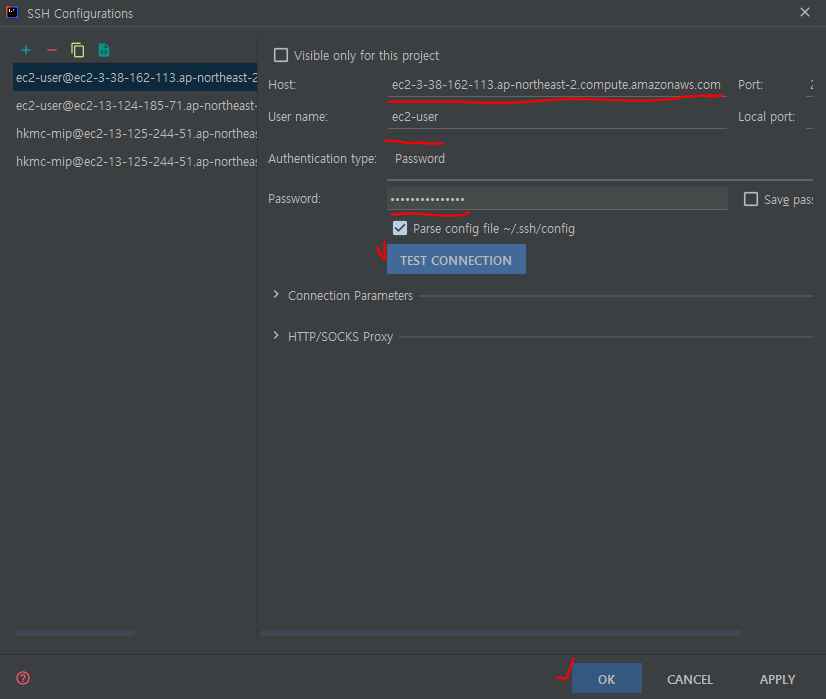 SSH Configurations
Visible only for this project
ec2-user@ec2-3-38-162-113.ap-northeast-2
Host: ec2-3-38-162-113.ap-northeast-2.compute.amazonaws.com Port: 2
ec2-user@ec2-13-124-185-71.ap-northeast-
User name: ec2-user Local port:
hkmc-mip@ec2-13-125-244-51.ap-northeas
Authentication type: Password
hkmc-mip@ec2-13-125-244-51.ap-northeas
Password: ••••••••••••••• Save pass
Parse config file ~/.ssh/config
TEST CONNECTION
Connection Parameters
HTTP/SOCKS Proxy
OK CANCEL APPLY